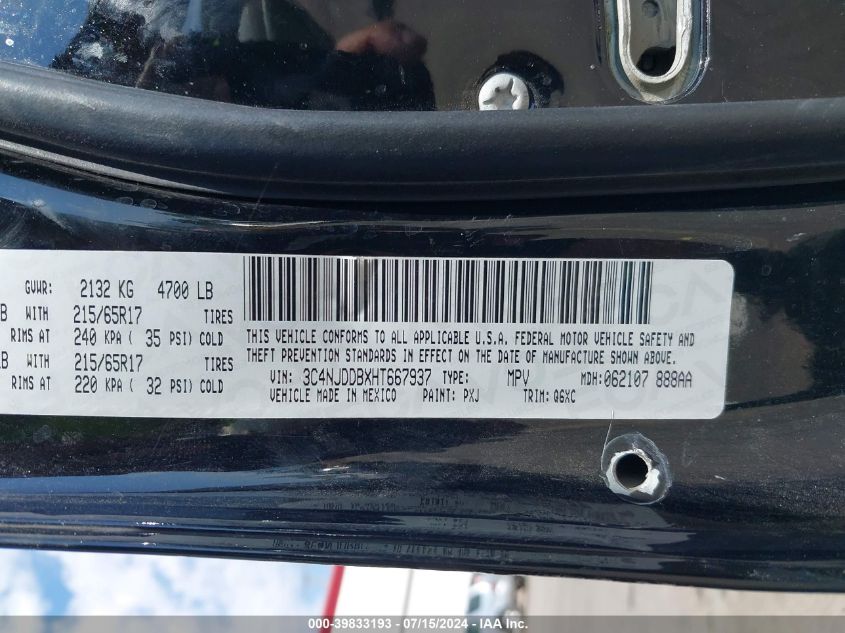 GVWR: 2132 KG 4700 LB
B WITH 215/65R17 TIRES
RIMS AT 240 KPA ( 35 PSI) COLD
LB WITH 215/65R17 TIRES
RIMS AT 220 KPA ( 32 PSI) COLD
THIS VEHICLE CONFORMS TO ALL APPLICABLE U.S.A. FEDERAL MOTOR VEHICLE SAFETY AND
THEFT PREVENTION STANDARDS IN EFFECT ON THE DATE OF MANUFACTURE SHOWN ABOVE.
VIN: 3C4NJDDBXHT667937 TYPE: MPV MDH:062107 888AA
VEHICLE MADE IN MEXICO PAINT: PXJ TRIM:Q6XC
000-39833193 - 07/15/2024 - IAA Inc.